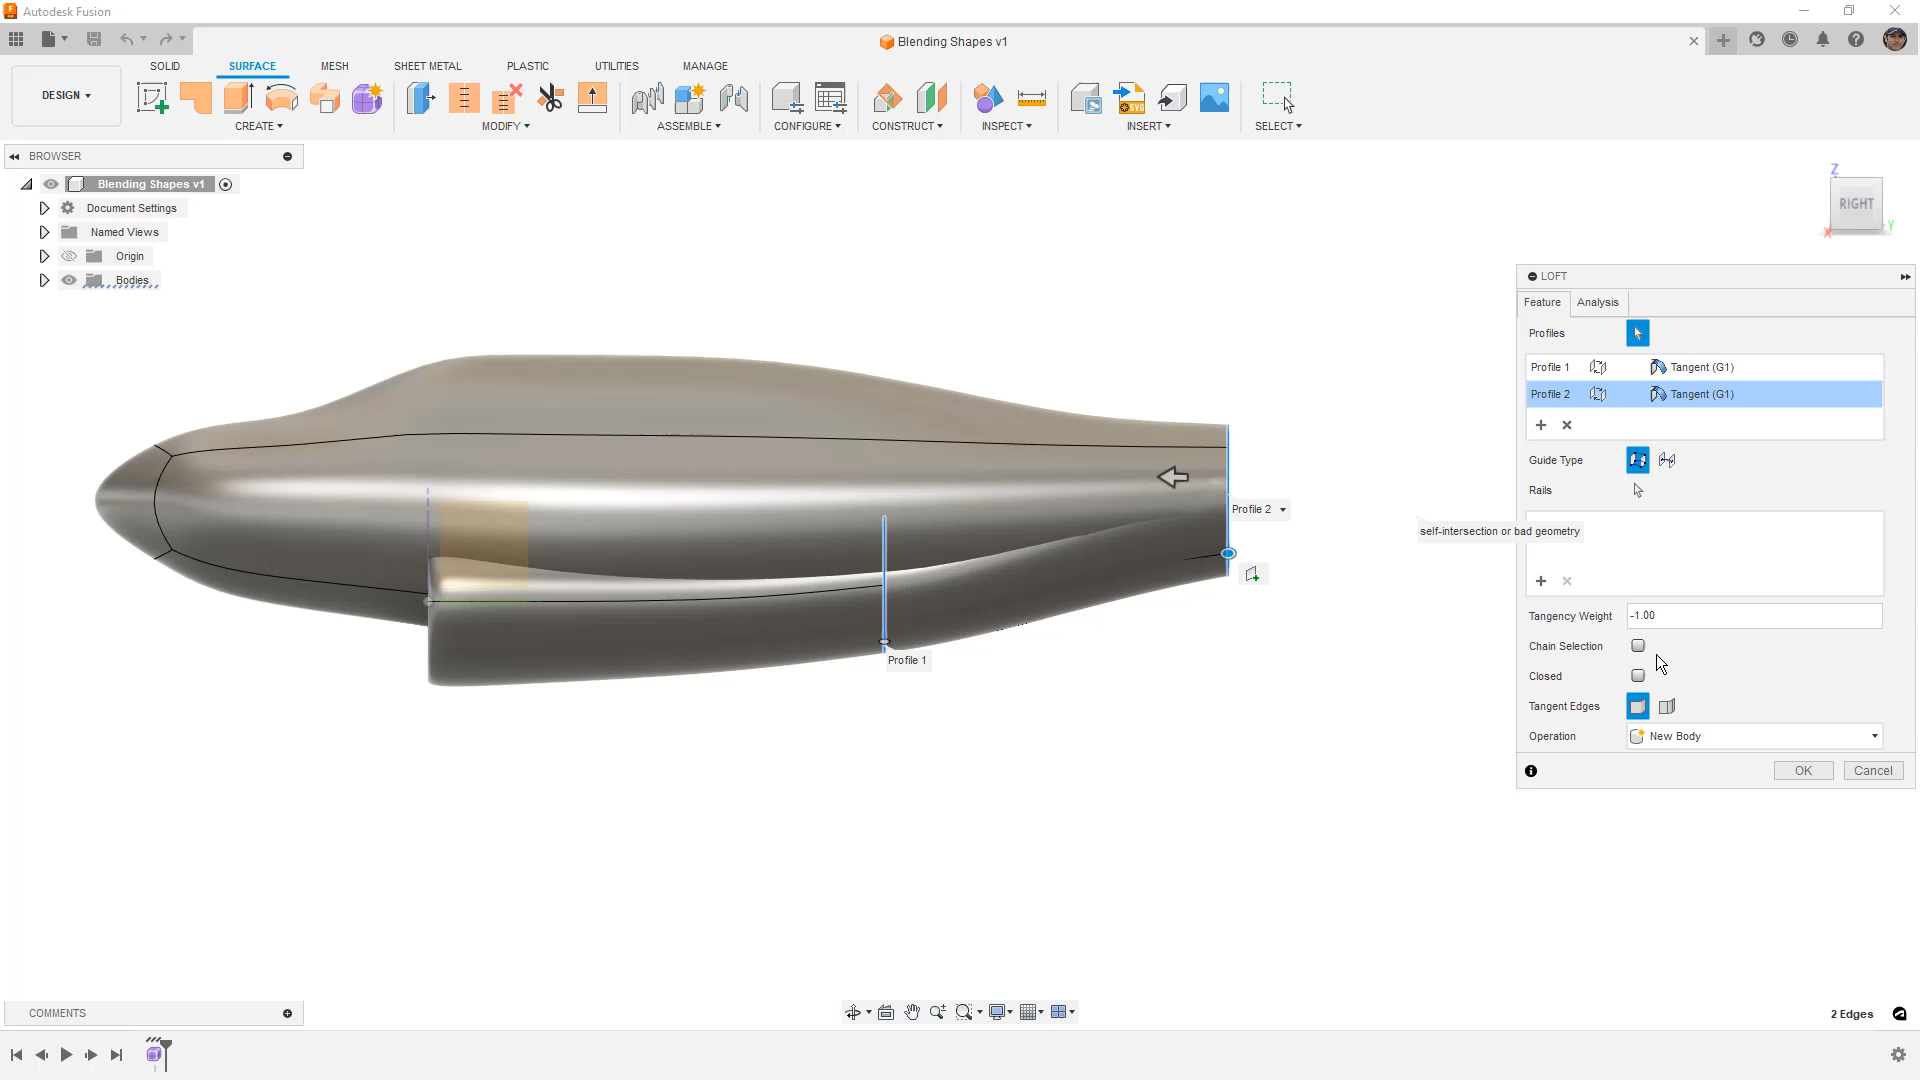 Autodesk Fusion
Blending Shapes v1
SOLID
SURFACE
MESH
SHEET METAL
PLASTIC
UTILITIES
MANAGE
DESIGN
CREATE
MODIFY
ASSEMBLE
CONFIGURE
CONSTRUCT
INSPECT
INSERT
SELECT
SVG
BROWSER
Blending Shapes v1
Document Settings
Named Views
Origin
Bodies
Z
RIGHT
X
Y
Profile 2
Profile 1
self-intersection or bad geometry
LOFT
Feature
Analysis
Profiles
Profile 1
Tangent (G1)
Profile 2
Tangent (G1)
Guide Type
Rails
Tangency Weight
-1.00
Chain Selection
Closed
Tangent Edges
Operation
New Body
OK
Cancel
COMMENTS
2 Edges